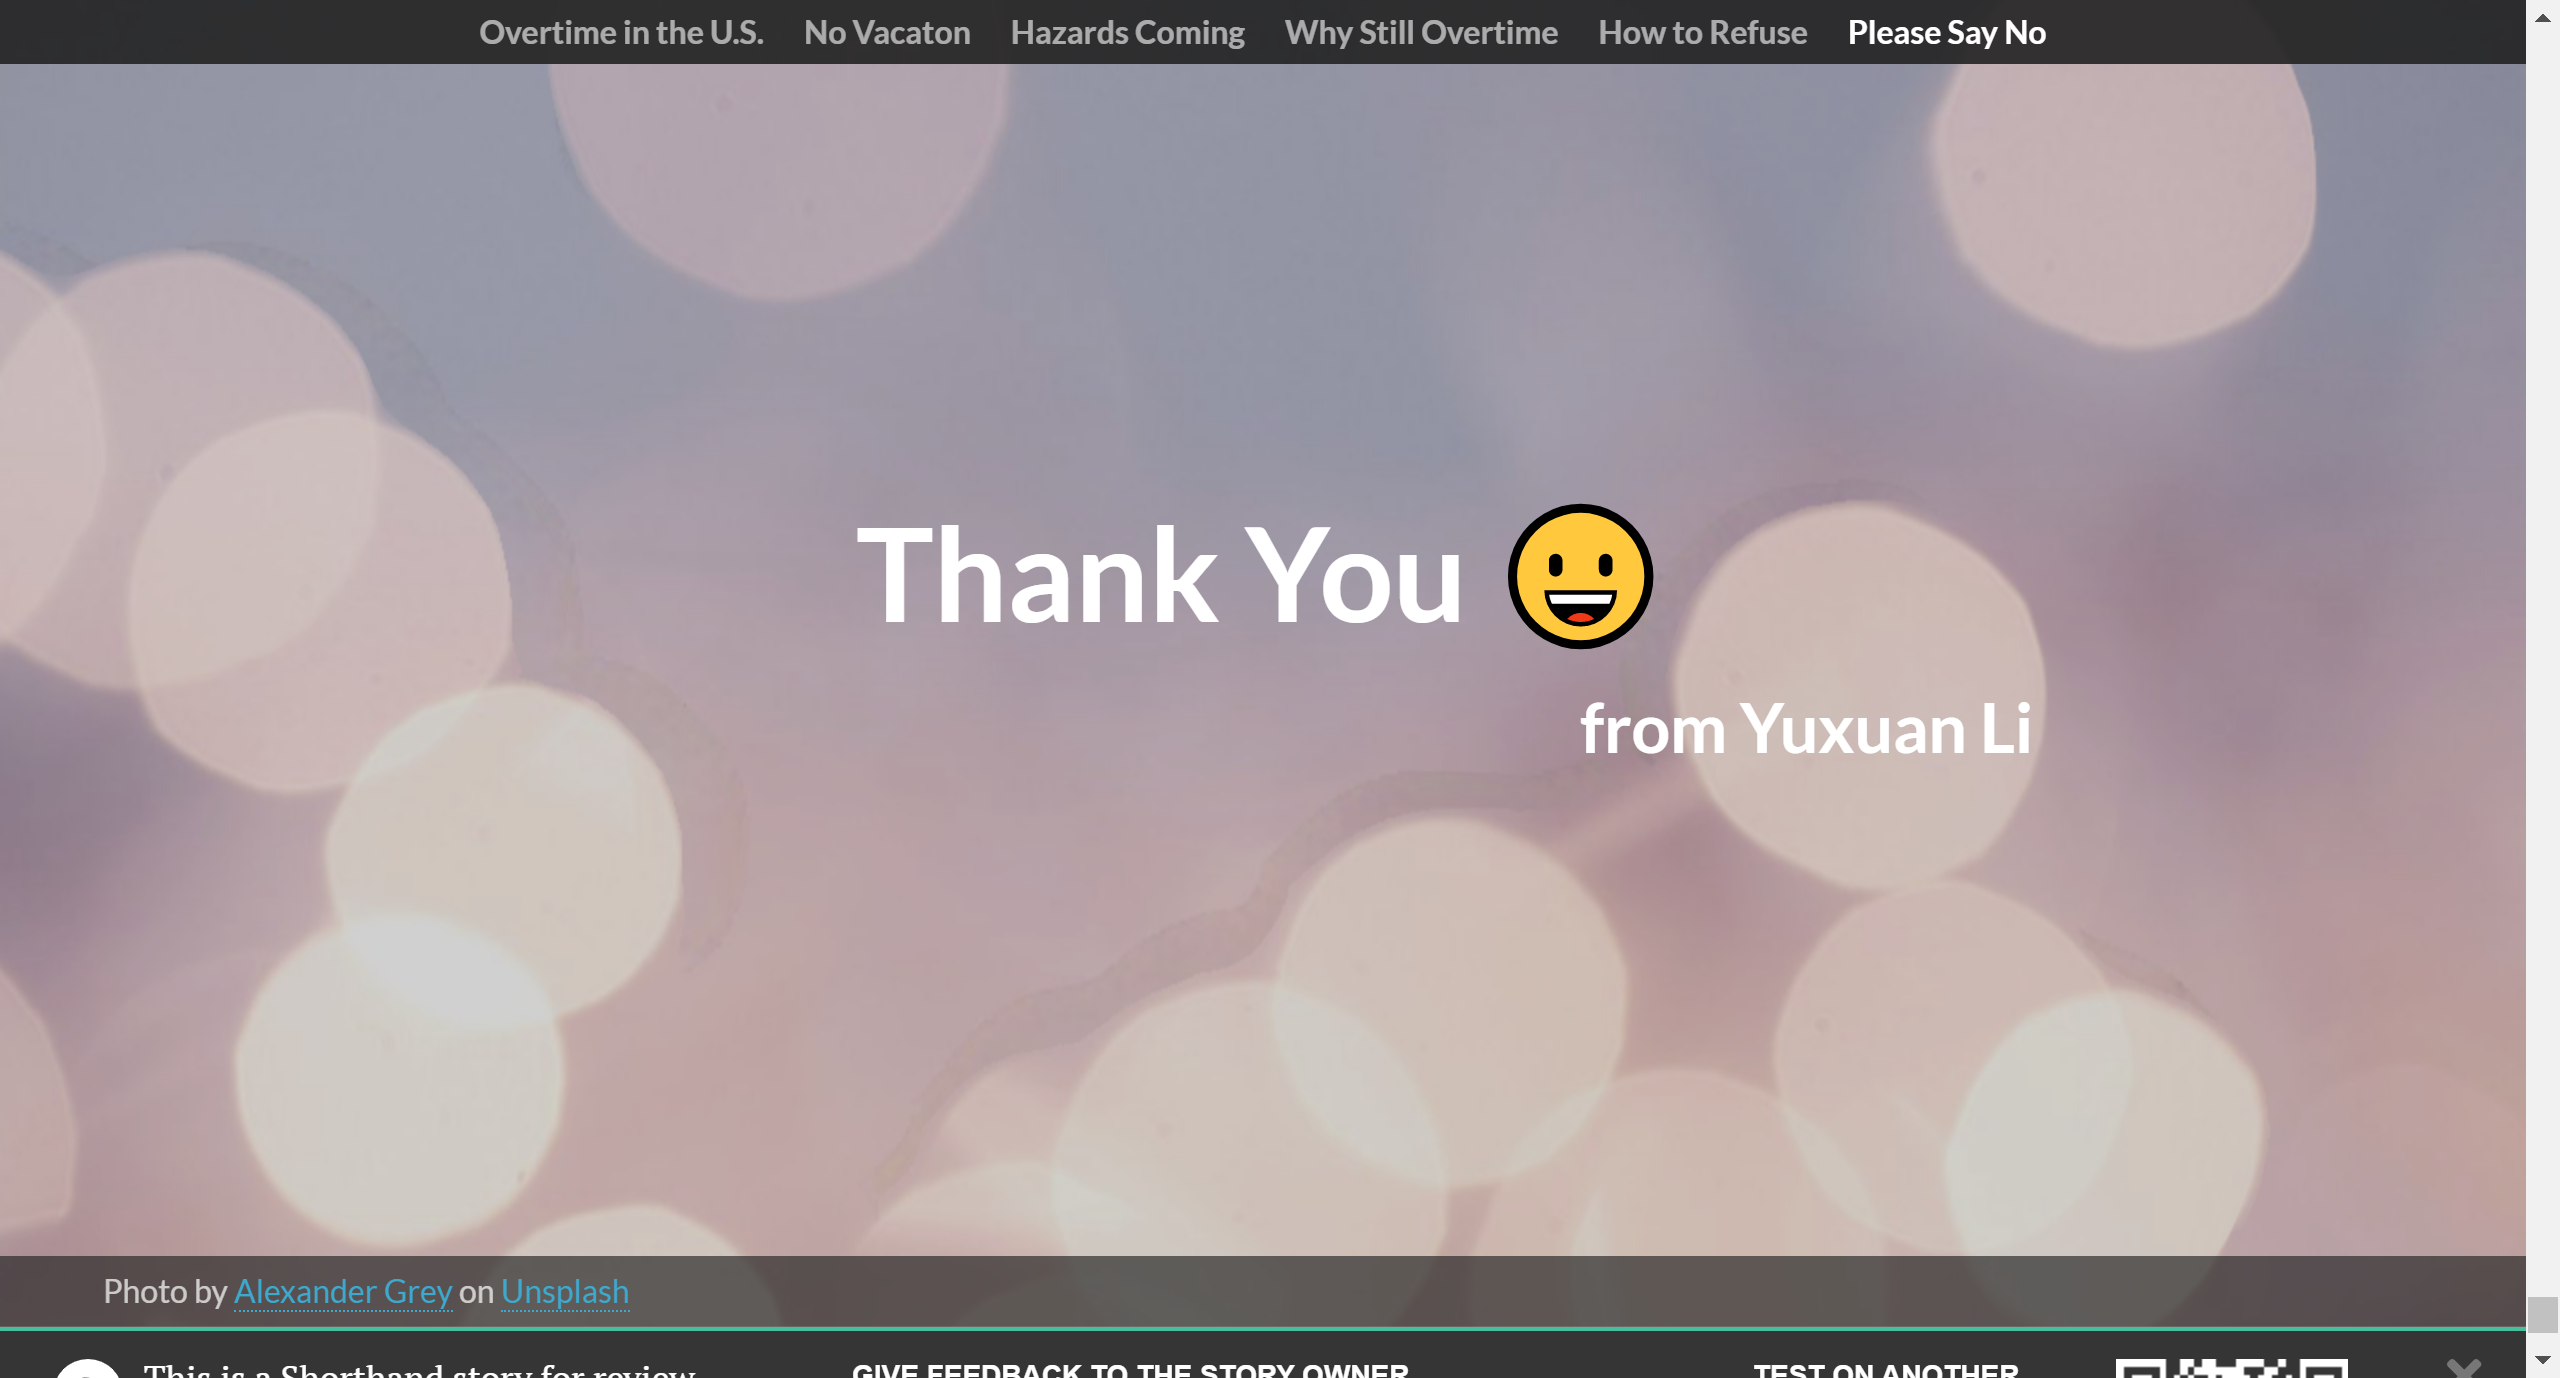 Overtime in the U.S. No Vacaton Hazards Coming Why Still Overtime How to Refuse Please Say No
Thank You
from Yuxuan Li
Photo by Alexander Grey on Unsplash
This is a Shorthand story for review
GIVE FEEDBACK TO THE STORY OWNER
TEST ON ANOTHER